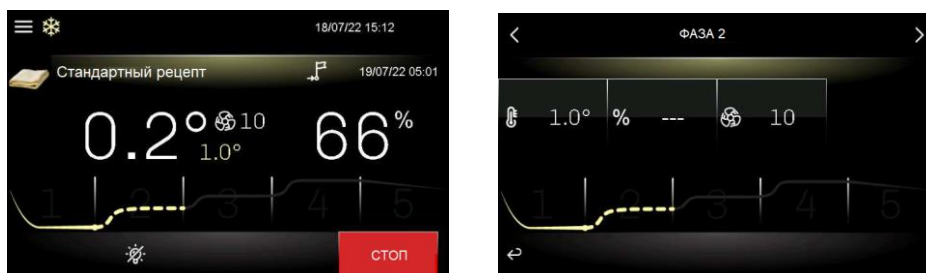 18/07/22 15:12
Стандартный рецепт 19/07/22 05:01
0.2° 10 66%
1.0°
1 2 3 4 5
СТОП
ФАЗА 2
1.0° % --- 10
1 2 3 4 5